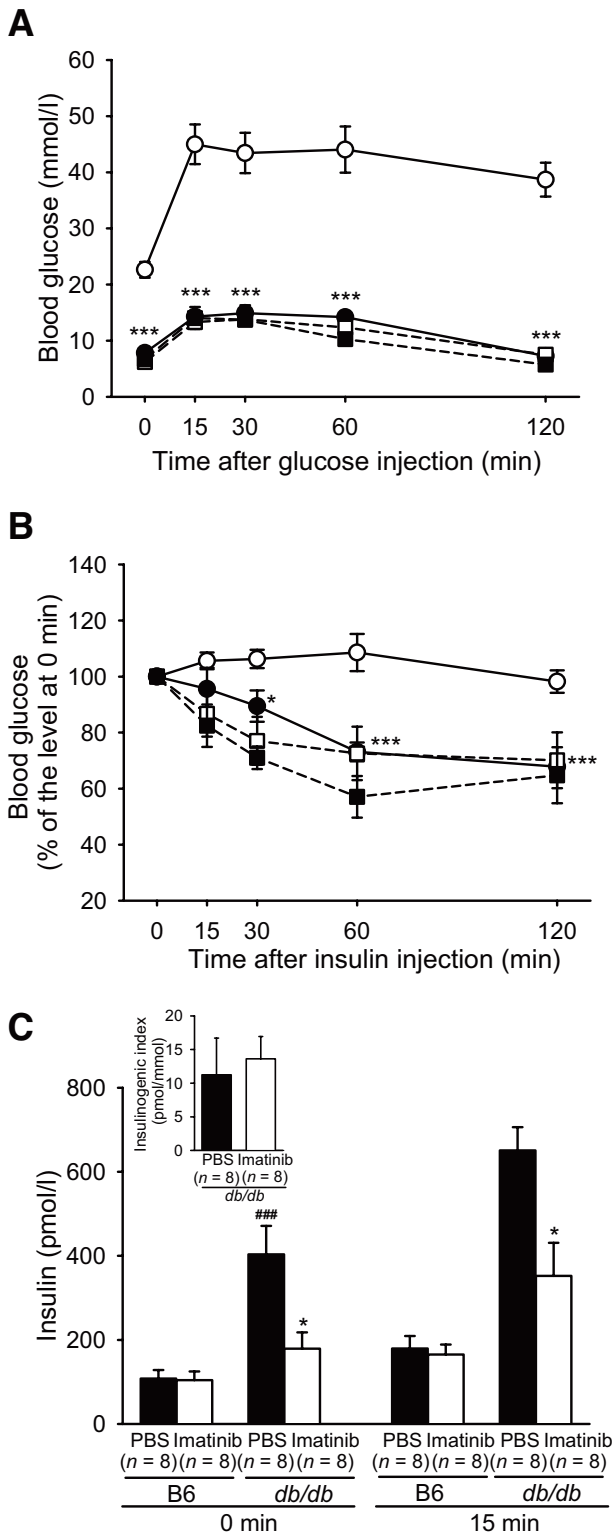 A
Blood glucose (mmol/l)
60
50
40
30
20
10
0
***
***
***
***
***
0 15 30 60 120
Time after glucose injection (min)
B
Blood glucose
(% of the level at 0 min)
140
120
100
80
60
40
20
*
***
***
0 15 30 60 120
Time after insulin injection (min)
C
Insulinogenic index
(pmol/mmol)
20
15
10
5
0
PBS Imatinib
(n = 8) (n = 8)
db/db
Insulin (pmol/l)
800
600
400
200
0
###
*
*
PBS Imatinib PBS Imatinib PBS Imatinib PBS Imatinib
(n = 8) (n = 8) (n = 8) (n = 8) (n = 8) (n = 8) (n = 8) (n = 8)
B6 db/db B6 db/db
0 min 15 min